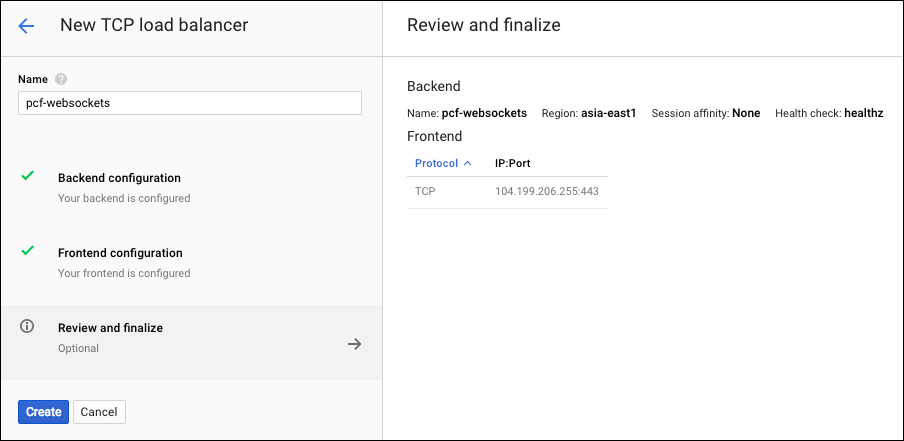 New TCP load balancer
Name ?
pcf-websockets
Backend configuration
Your backend is configured
Frontend configuration
Your frontend is configured
Review and finalize
Optional
Create Cancel
Review and finalize
Backend
Name: pcf-websockets Region: asia-east1 Session affinity: None Health check: healthz
Frontend
Protocol IP:Port
TCP 104.199.206.255:443